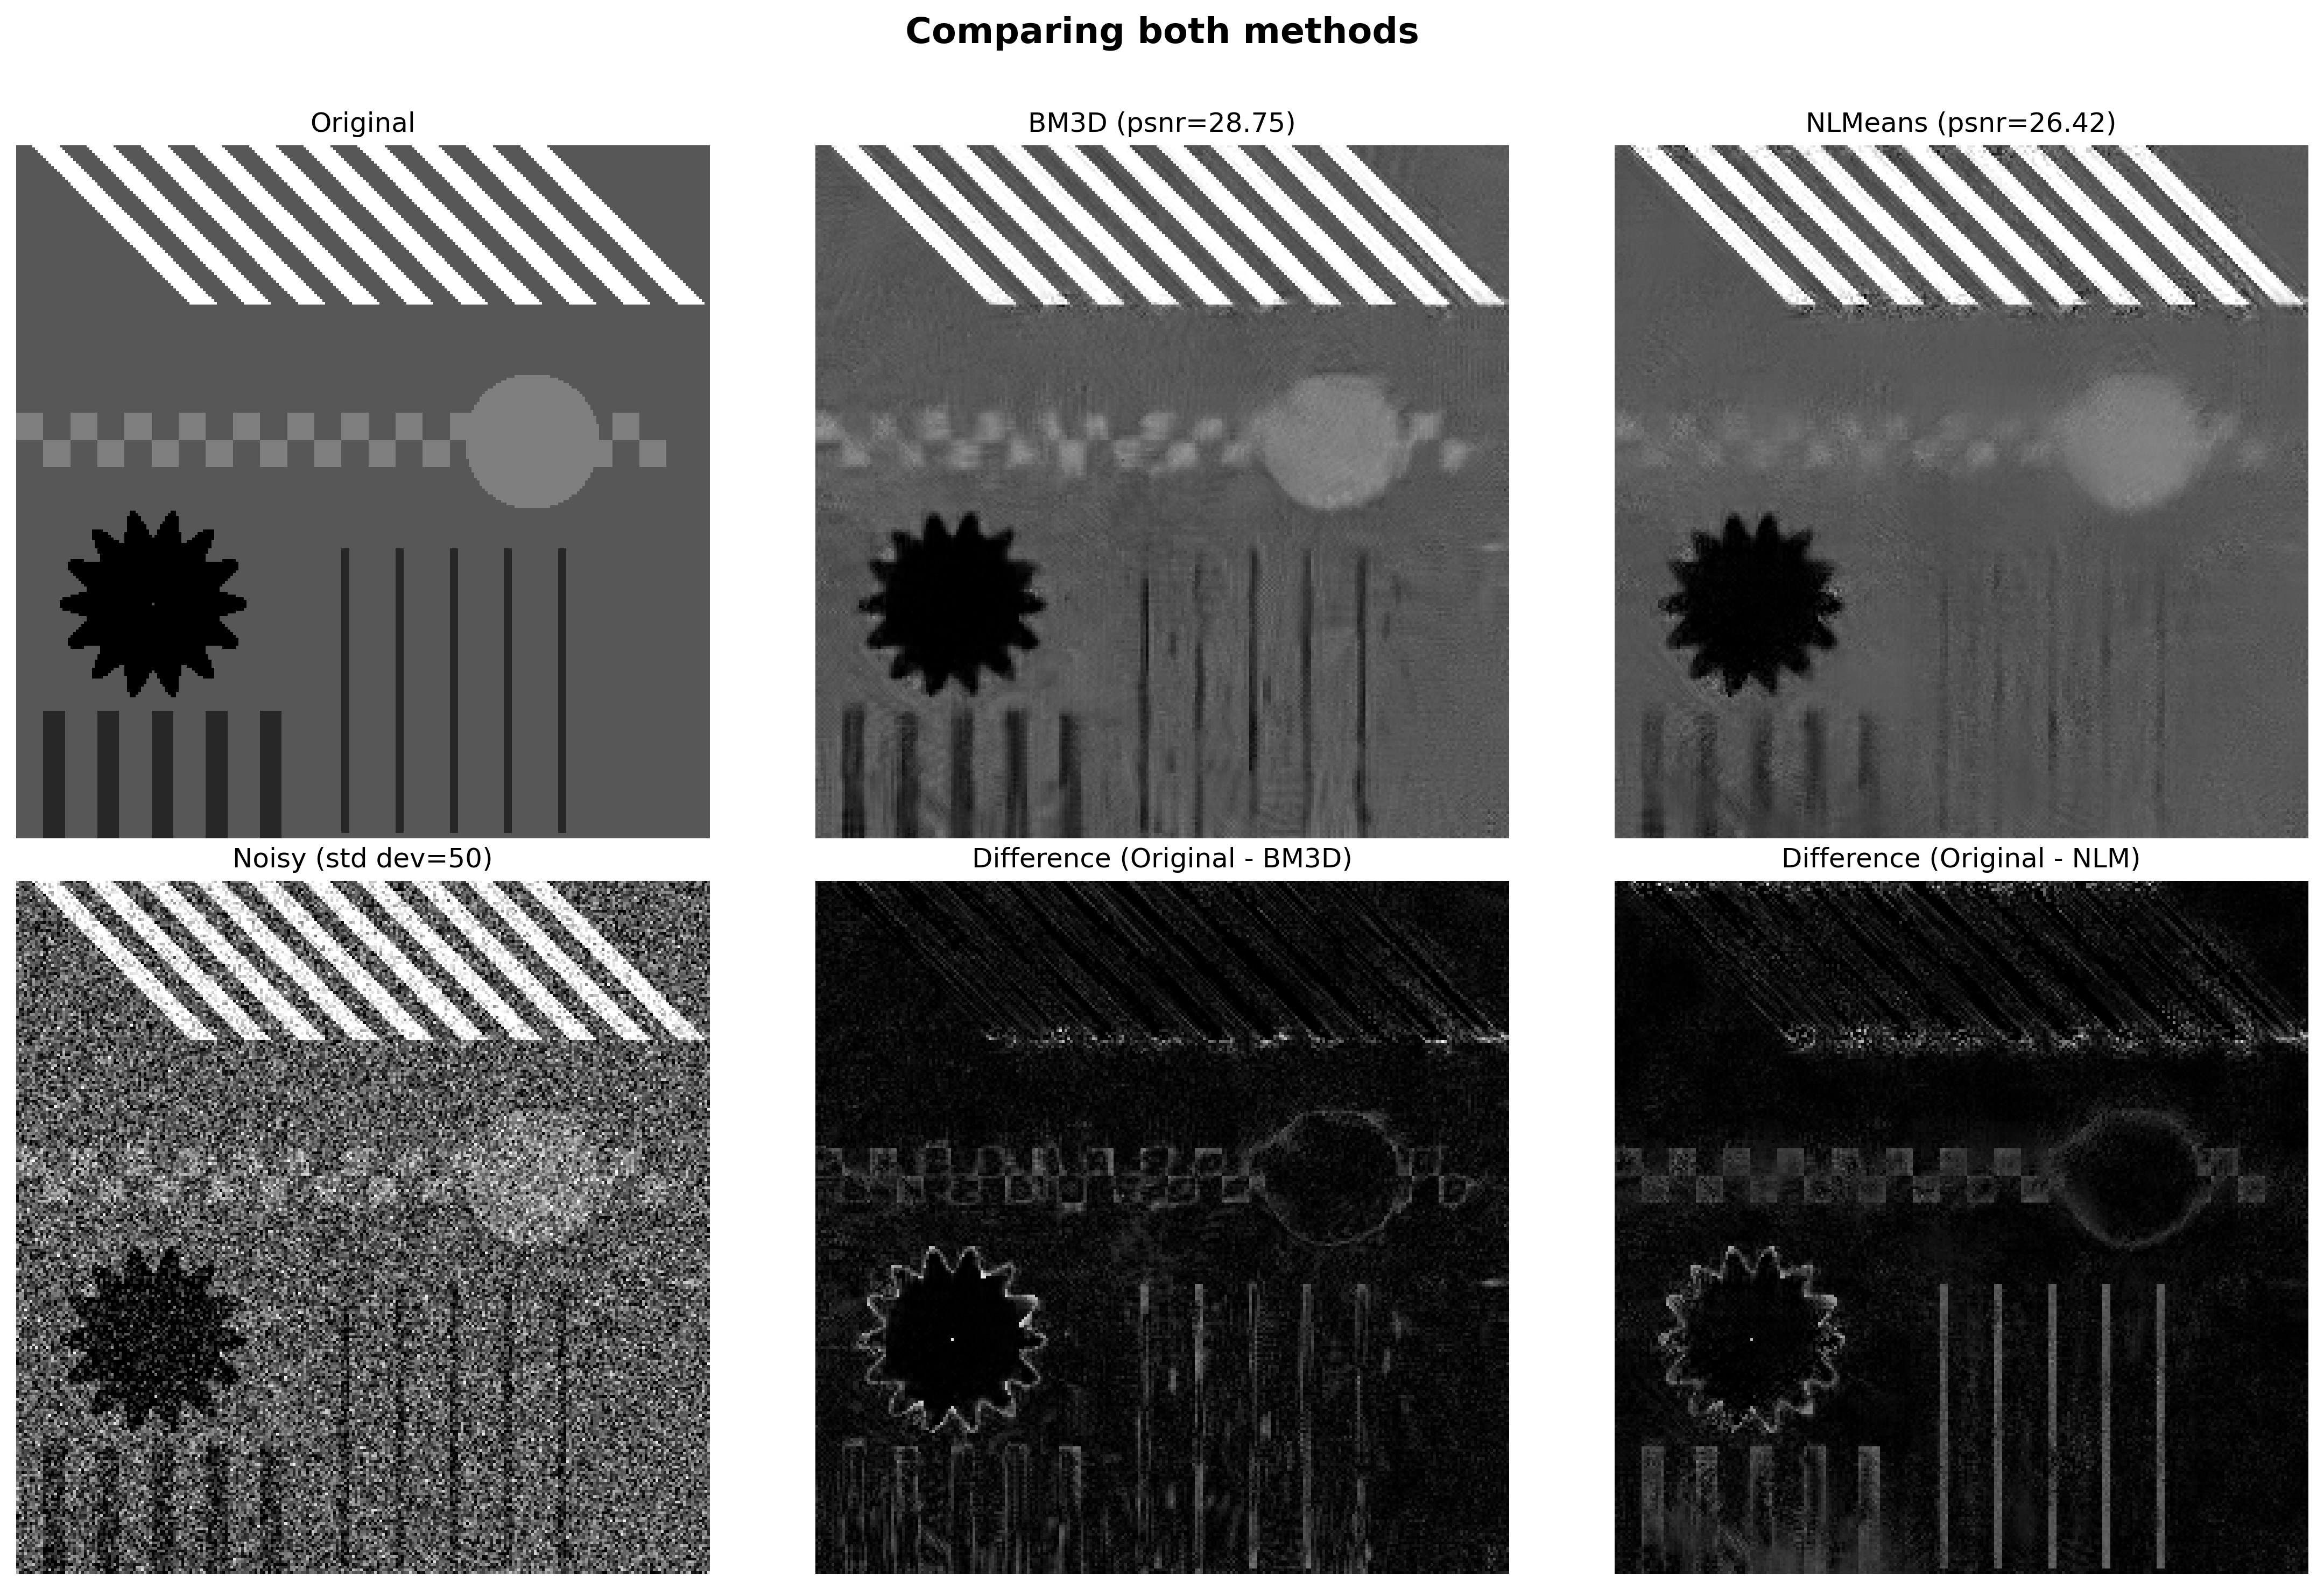 Comparing both methods
Original
BM3D (psnr=28.75)
NLMeans (psnr=26.42)
Noisy (std dev=50)
Difference (Original - BM3D)
Difference (Original - NLM)